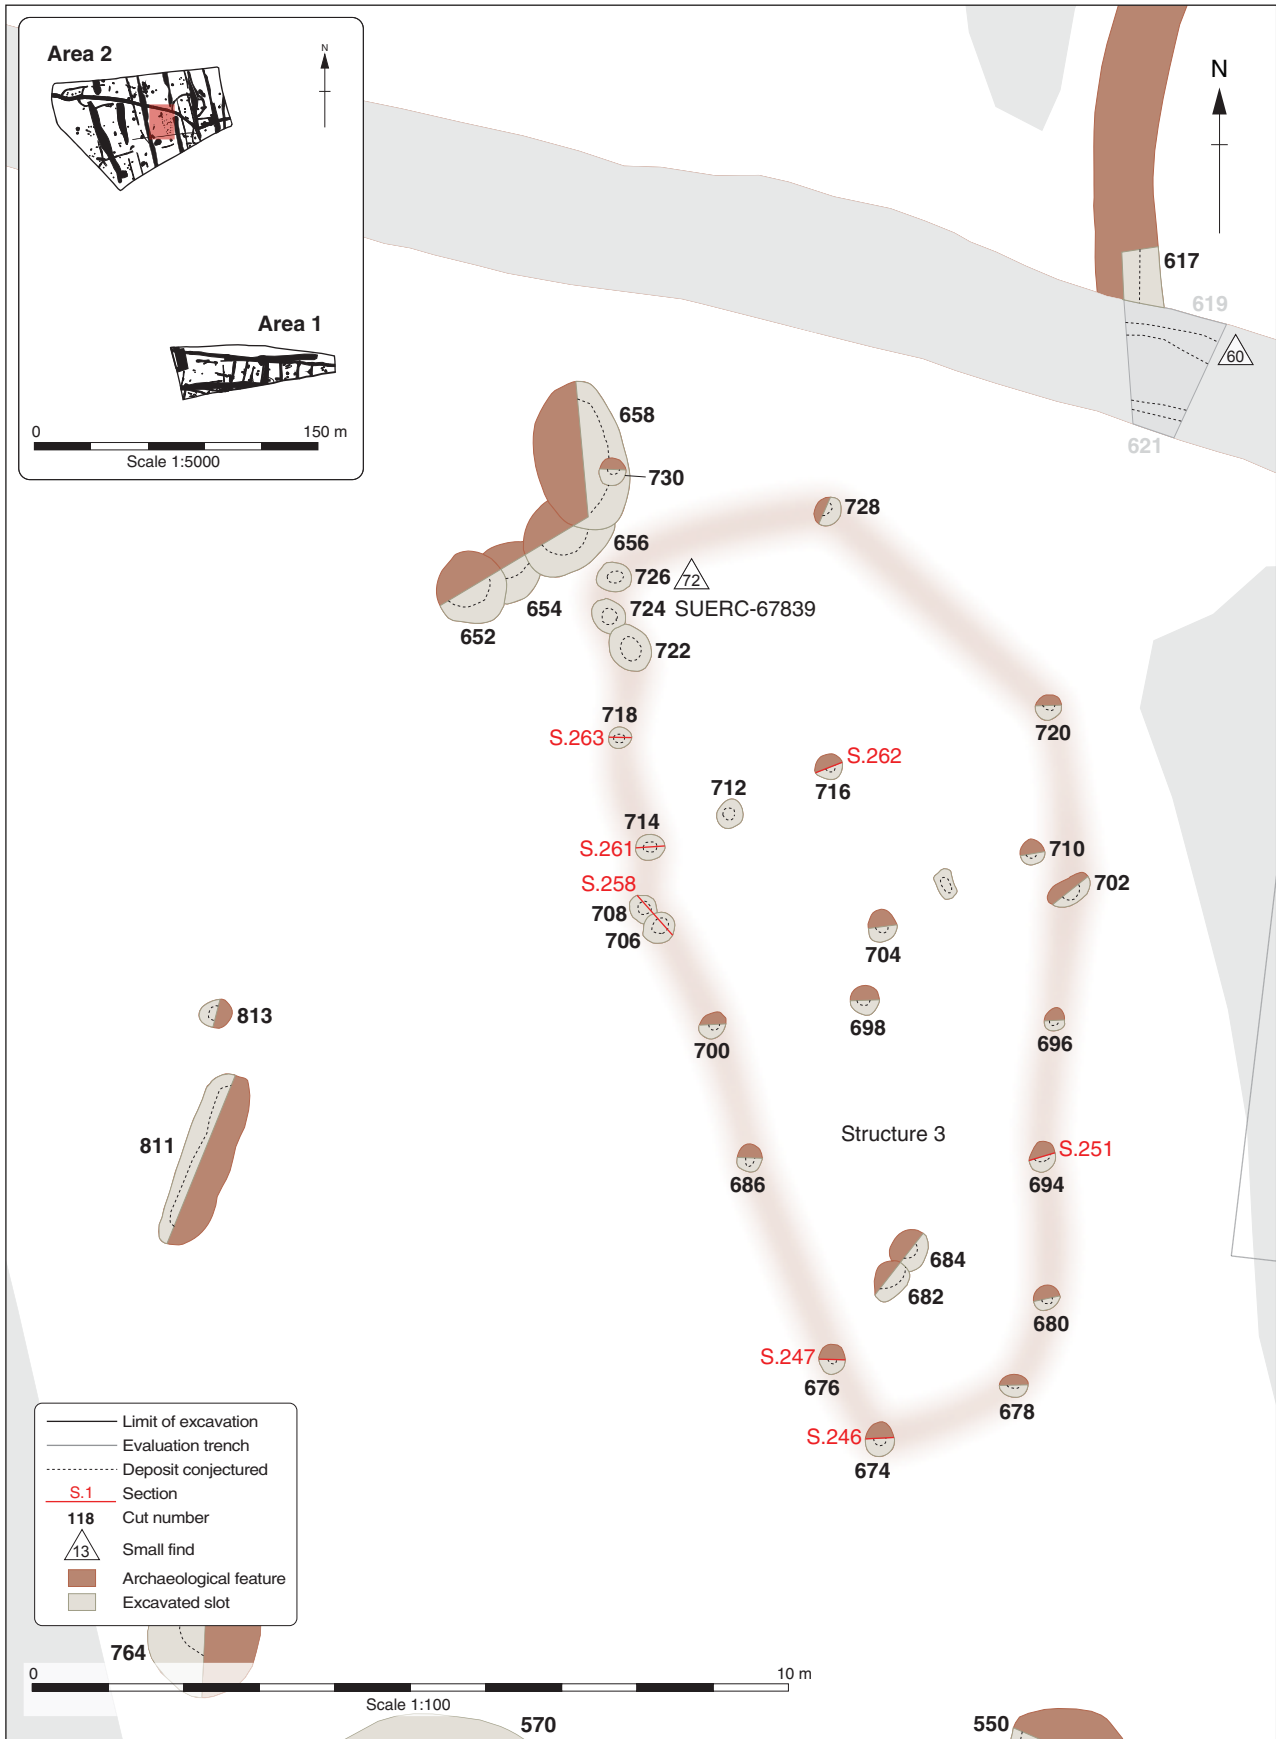 Area 2
N
Area 1
0 150 m
Scale 1:5000
N
617
619
60
621
658
730
728
656
726 72
724 SUERC-67839
654
652
722
718
S.263
720
S.262
716
712
714
S.261
710
S.258
702
708
706
704
813
698
700
696
Structure 3
811
S.251
686
694
684
682
680
S.247
676
678
S.246
674
Limit of excavation
Evaluation trench
Deposit conjectured
S.1 Section
118 Cut number
13 Small find
Archaeological feature
Excavated slot
764
0 10 m
Scale 1:100
570
550